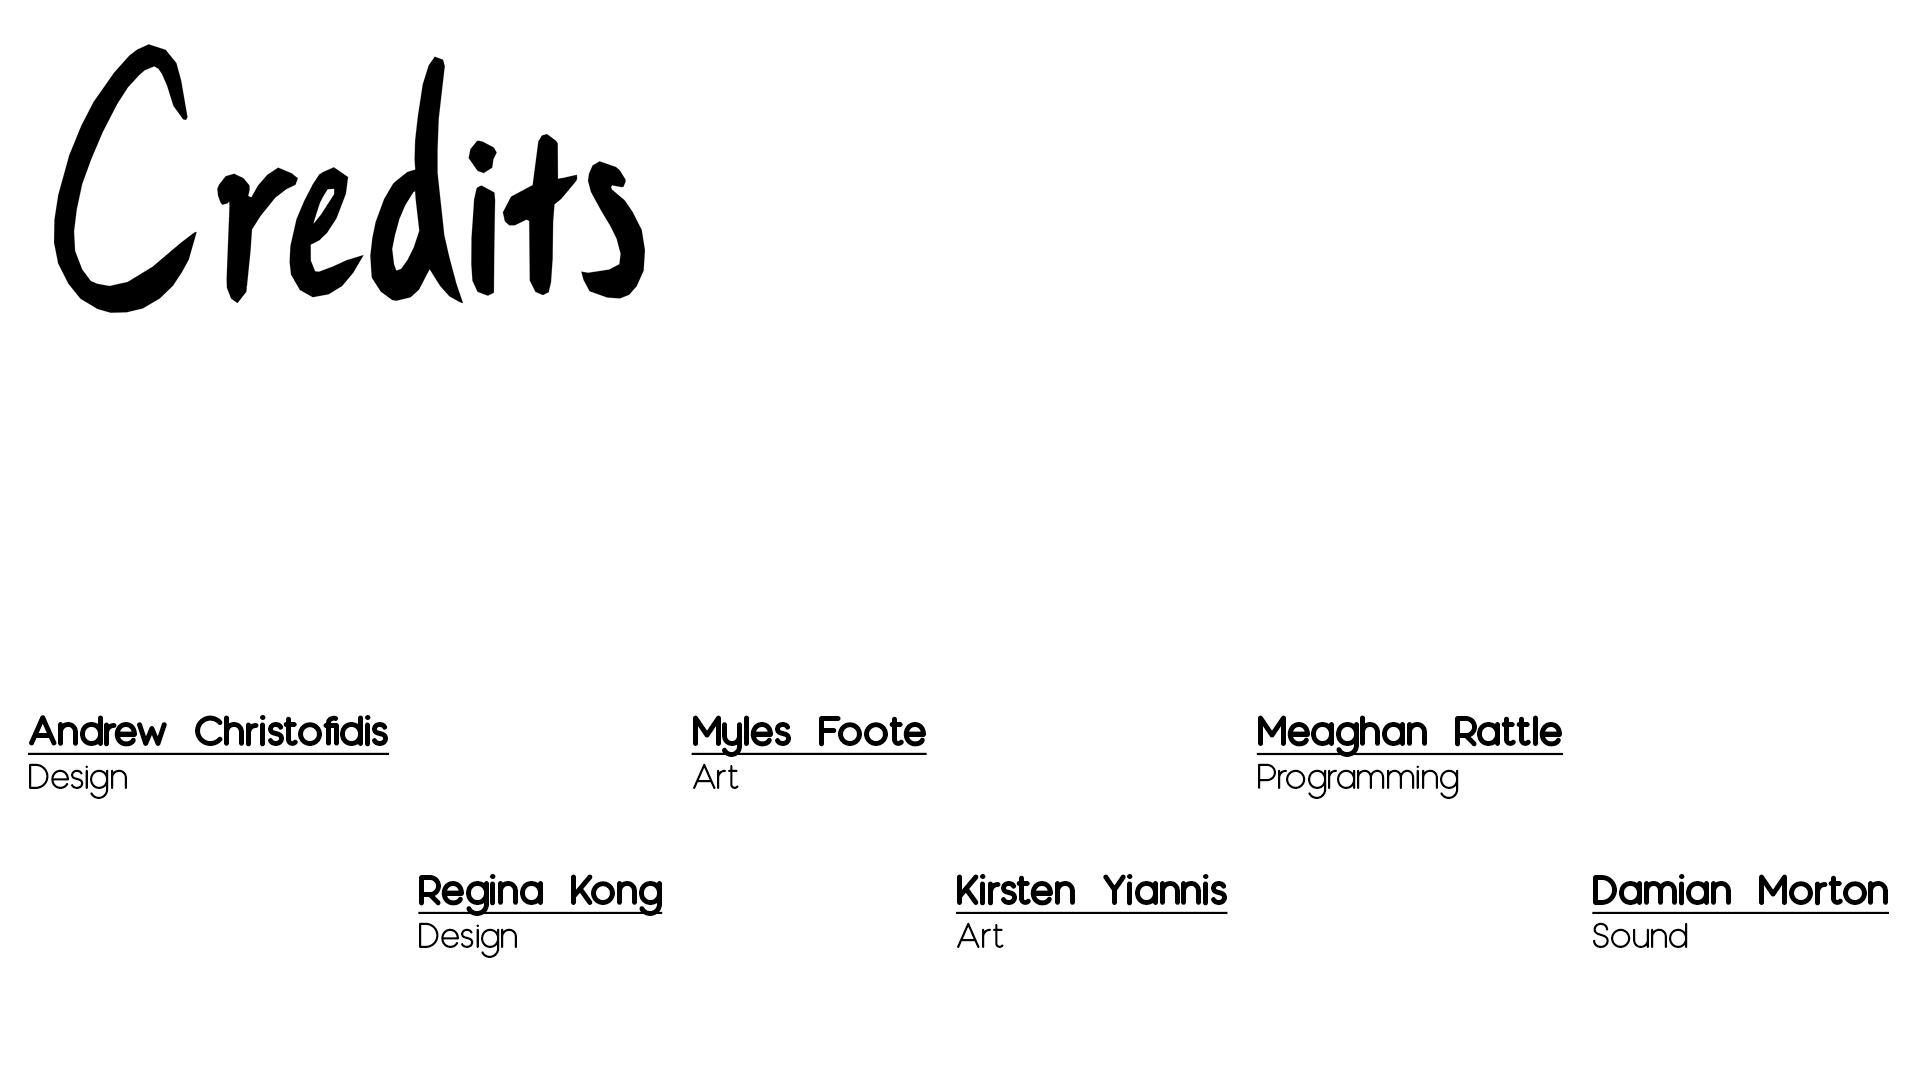 Credits
Andrew Christofidis
Design
Myles Foote
Art
Meaghan Rattle
Programming
Regina Kong
Design
Kirsten Yiannis
Art
Damian Morton
Sound